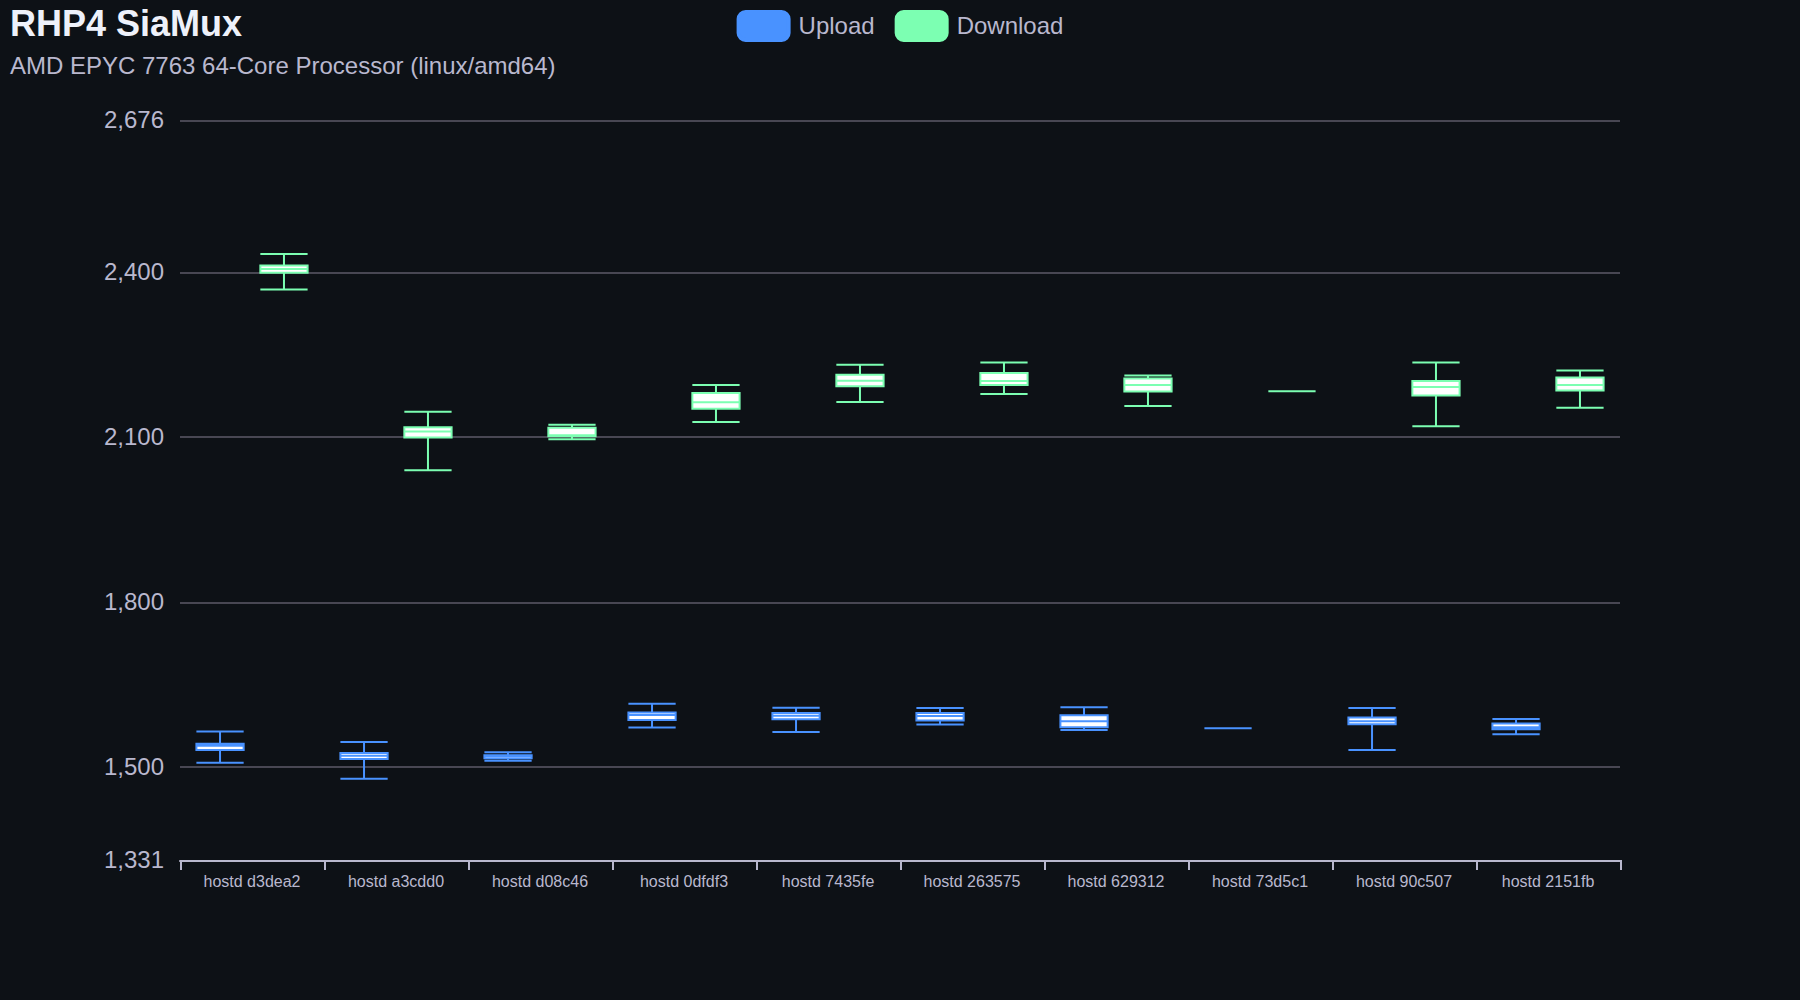 RHP4 SiaMux
Upload Download
AMD EPYC 7763 64-Core Processor (linux/amd64)
2,676
2,400
2,100
1,800
1,500
1,331
hostd d3dea2 hostd a3cdd0 hostd d08c46 hostd 0dfdf3 hostd 7435fe hostd 263575 hostd 629312 hostd 73d5c1 hostd 90c507 hostd 2151fb